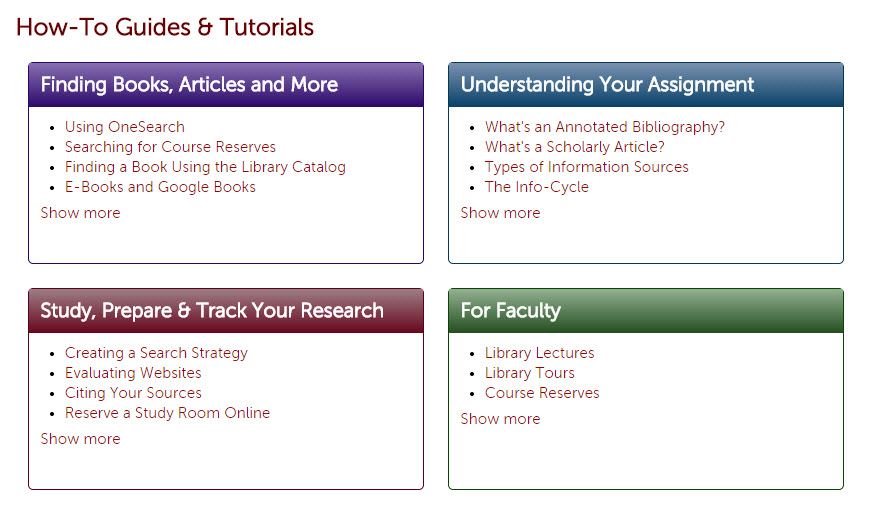 How-To Guides & Tutorials
Finding Books, Articles and More
Using OneSearch
Searching for Course Reserves
Finding a Book Using the Library Catalog
E-Books and Google Books
Show more
Understanding Your Assignment
What's an Annotated Bibliography?
What's a Scholarly Article?
Types of Information Sources
The Info-Cycle
Show more
Study, Prepare & Track Your Research
Creating a Search Strategy
Evaluating Websites
Citing Your Sources
Reserve a Study Room Online
Show more
For Faculty
Library Lectures
Library Tours
Course Reserves
Show more